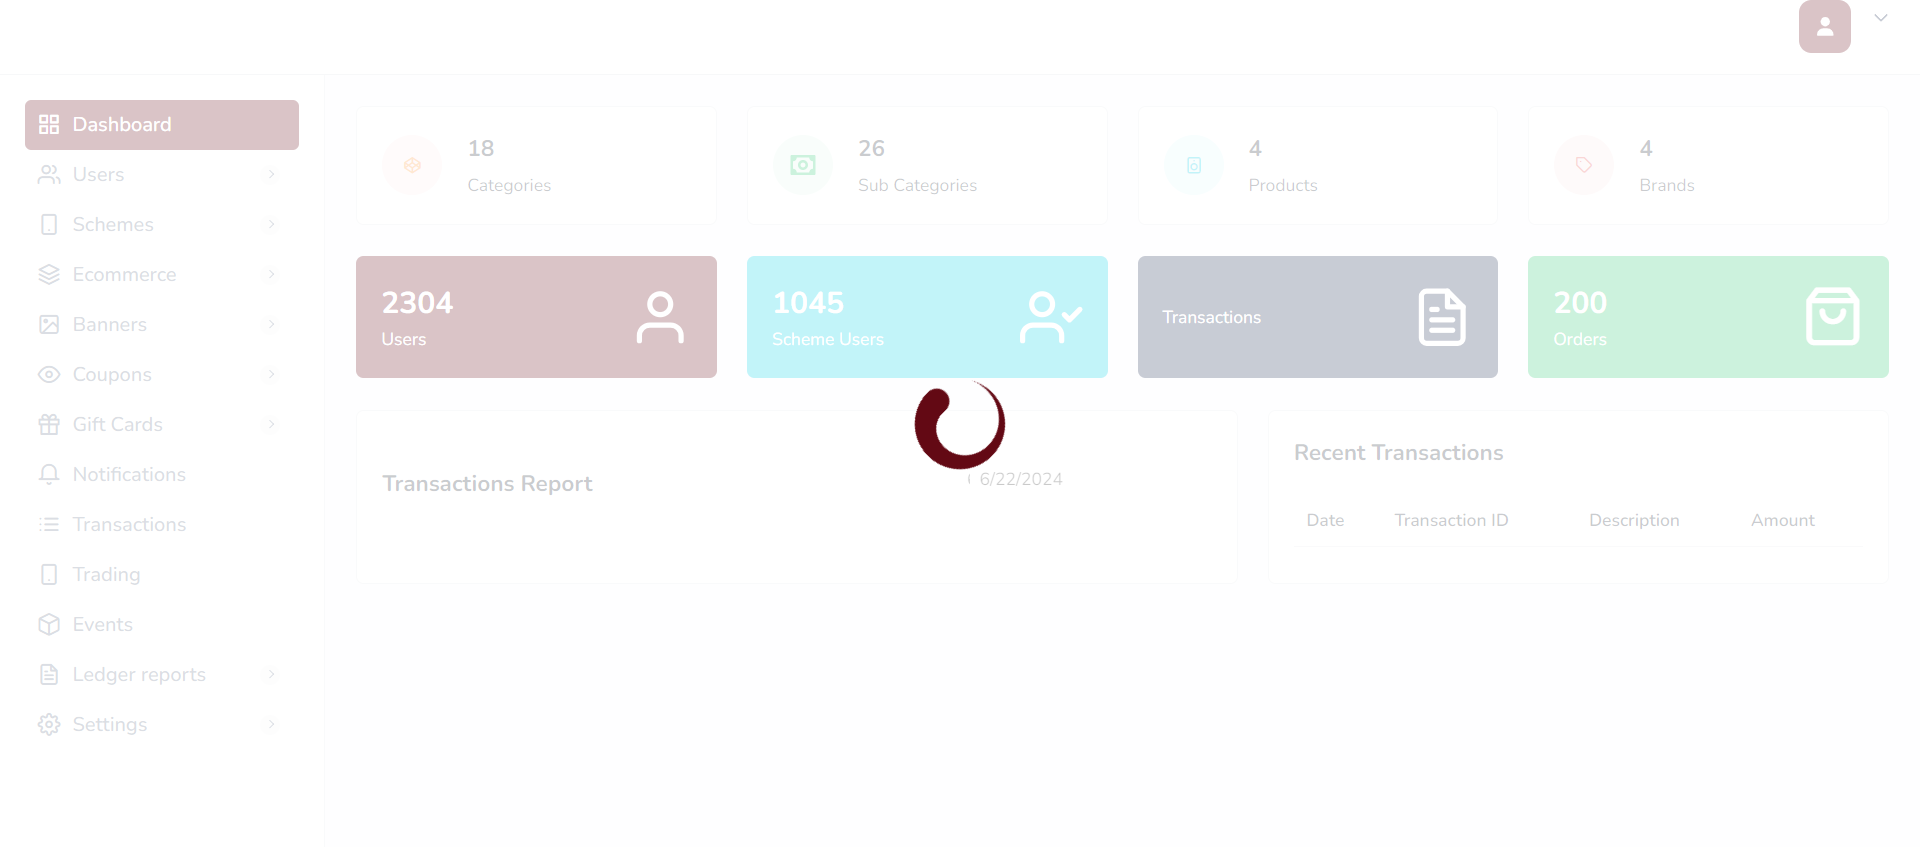 Dashboard
Users
Schemes
Ecommerce
Banners
Coupons
Gift Cards
Notifications
Transactions
Trading
Events
Ledger reports
Settings
18
Categories
26
Sub Categories
4
Products
4
Brands
2304
Users
1045
Scheme Users
Transactions
200
Orders
Transactions Report
6/22/2024
Recent Transactions
Date Transaction ID Description Amount